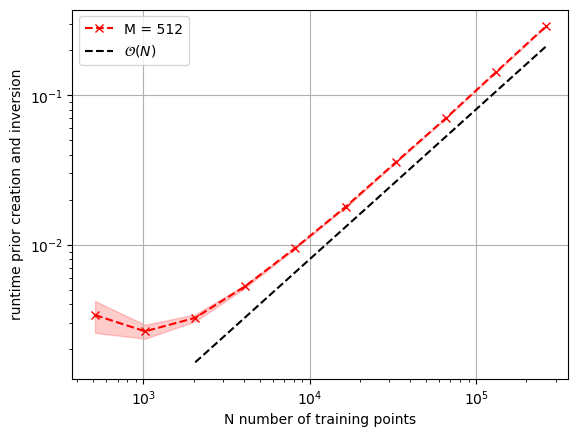 M = 512
𝒪(N)
runtime prior creation and inversion
10⁻¹
10⁻²
10³
10⁴
10⁵
N number of training points